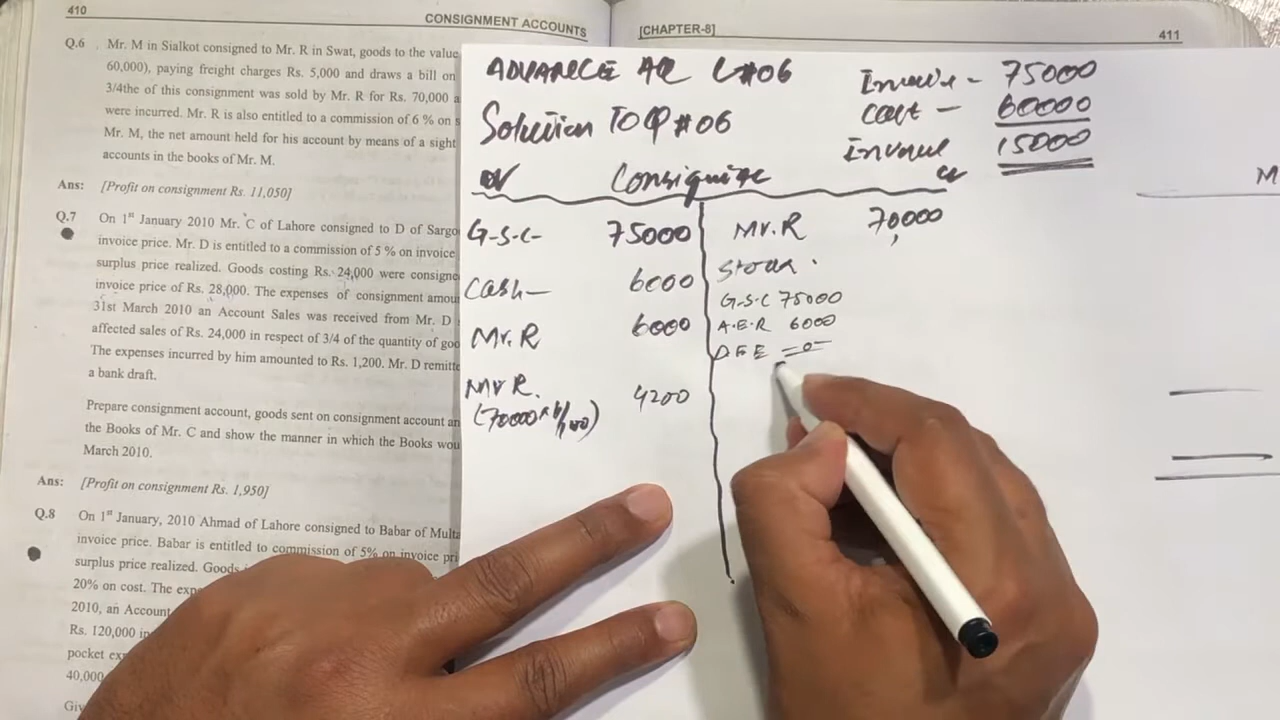 410
CONSIGNMENT ACCOUNTS
[CHAPTER-8]
411
Q.6 Mr. M in Sialkot consigned to Mr. R in Swat, goods to the value
60,000), paying freight charges Rs. 5,000 and draws a bill on
3/4the of this consignment was sold by Mr. R for Rs. 70,000 a
were incurred. Mr. R is also entitled to a commission of 6 % on s
Mr. M, the net amount held for his account by means of a sight
accounts in the books of Mr. M.
Ans: [Profit on consignment Rs. 11,050]
Q.7 On 1st January 2010 Mr. C of Lahore consigned to D of Sargo
invoice price. Mr. D is entitled to a commission of 5 % on invoice
surplus price realized. Goods costing Rs. 24,000 were consigne
invoice price of Rs. 28,000. The expenses of consignment amou
31st March 2010 an Account Sales was received from Mr. D
affected sales of Rs. 24,000 in respect of 3/4 of the quantity of goo
The expenses incurred by him amounted to Rs. 1,200. Mr. D remitte
a bank draft.
Prepare consignment account, goods sent on consignment account an
the Books of Mr. C and show the manner in which the Books wou
March 2010.
Ans: [Profit on consignment Rs. 1,950]
Q.8 On 1st January, 2010 Ahmad of Lahore consigned to Babar of Multa
invoice price. Babar is entitled to commission of 5% on invoice pri
surplus price realized. Goods
20% on cost. The exp
2010, an Account
Rs. 120,000 in
pocket exp
40,000
Giv
ADVANCE L#06
Solution TO Q#06
75000
cost - 60000
15000
G-S-C- 75000
Cash- 6000
Mr. R 6000
Mr R. 4200
(70000×6/100)
Mr. R 70,000
Stock
G-S-C 75000
A.E.R 6000
=0=
M